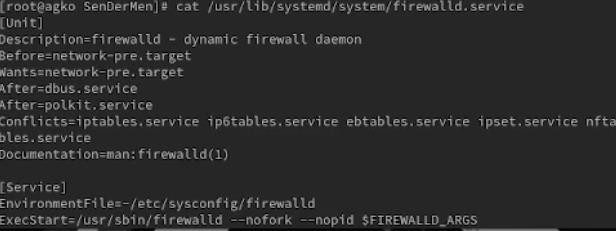 [root@agko SenDerMen]# cat /usr/lib/systemd/system/firewalld.service
[Unit]
Description=firewalld - dynamic firewall daemon
Before=network-pre.target
Wants=network-pre.target
After=dbus.service
After=polkit.service
Conflicts=iptables.service ip6tables.service ebtables.service ipset.service nfta
bles.service
Documentation=man:firewalld(1)
[Service]
EnvironmentFile=-/etc/sysconfig/firewalld
ExecStart=/usr/sbin/firewalld --nofork --nopid $FIREWALLD_ARGS